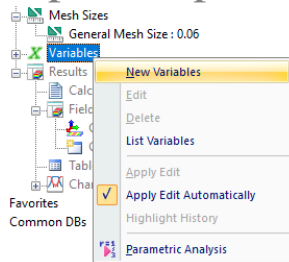 Mesh Sizes
General Mesh Size : 0.06
Variables
Results
New Variables
Edit
Delete
List Variables
Apply Edit
Apply Edit Automatically
Highlight History
Parametric Analysis
Favorites
Common DBs